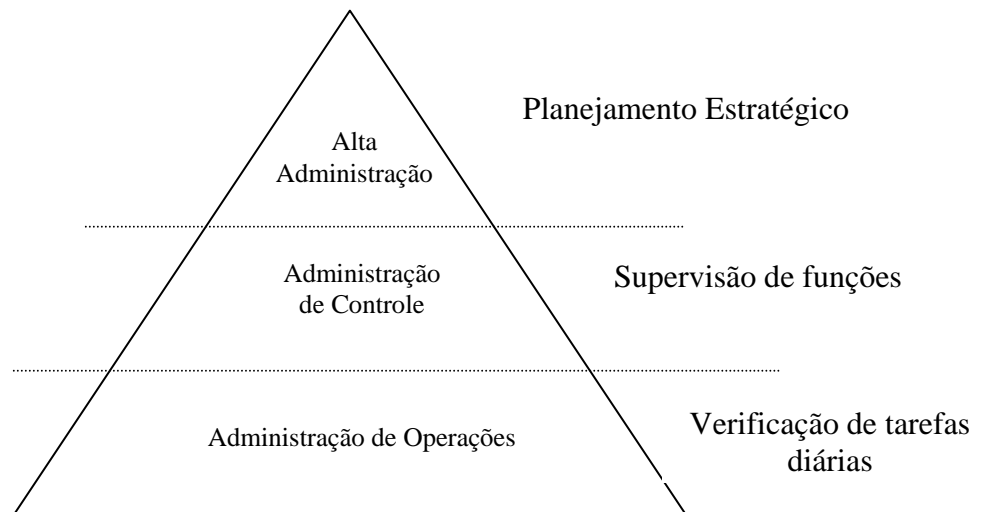 Planejamento Estratégico
Alta
Administração
Administração
de Controle
Supervisão de funções
Administração de Operações
Verificação de tarefas
diárias